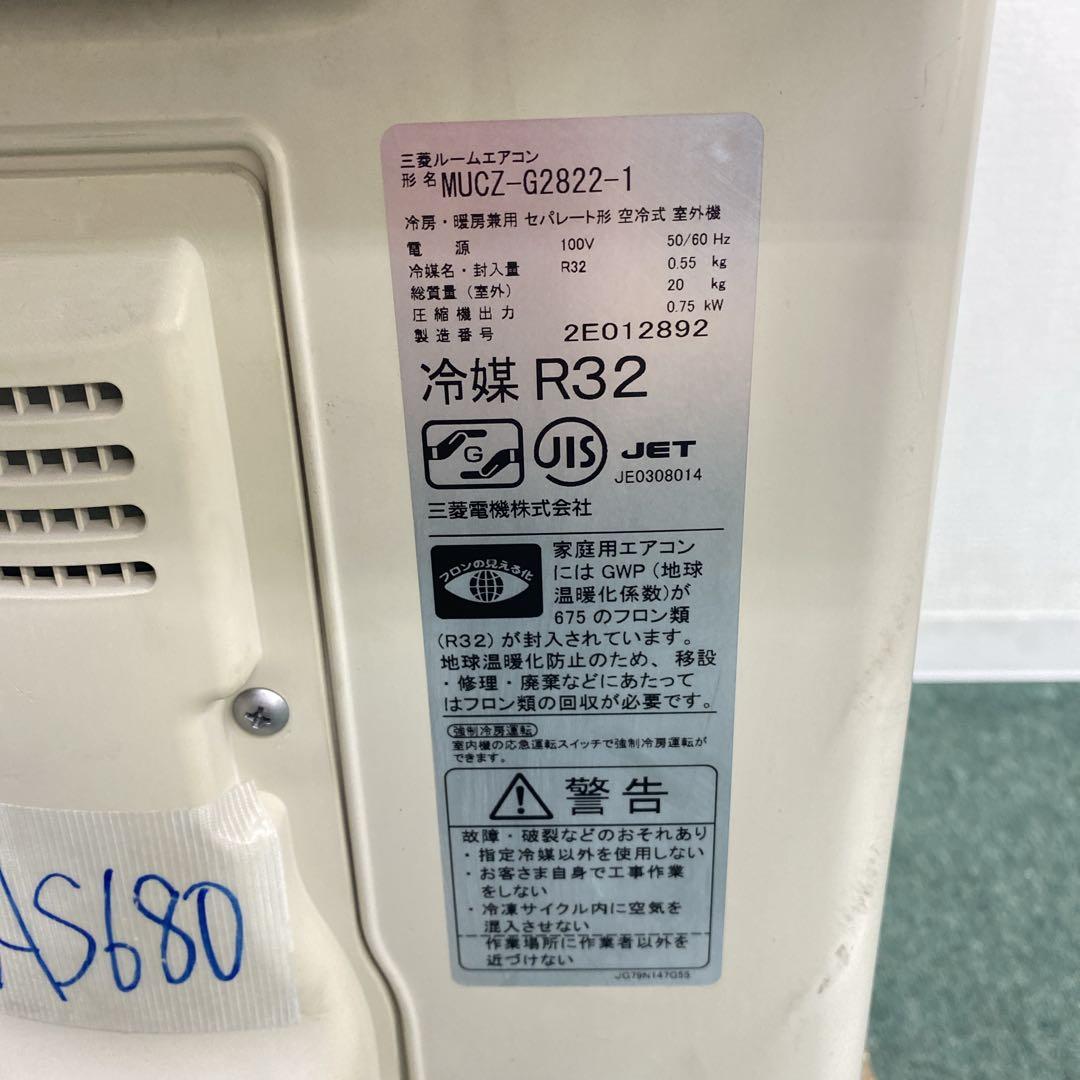 三菱ルームエアコン
形名 MUCZ-G2822-1
冷房・暖房兼用 セパレート形 空冷式 室外機
電源 100V 50/60 Hz
冷媒名・封入量 R32 0.55 kg
総質量（室外） 20 kg
圧縮機出力 0.75 kW
製造番号 2E012892
冷媒 R32
G JIS JET
JE0308014
三菱電機株式会社
フロンの見える化
家庭用エアコン
には GWP（地球
温暖化係数）が
675 のフロン類
（R32）が封入されています。
地球温暖化防止のため、移設
・修理・廃棄などにあたって
はフロン類の回収が必要です。
強制冷房運転
室内機の応急運転スイッチで強制冷房運転が
できます。
警告
故障・破裂などのおそれあり
・指定冷媒以外を使用しない
・お客さま自身で工事作業
をしない
・冷凍サイクル内に空気を
混入させない
作業場所に作業者以外を
近づけない
JG79N147G55
AS680